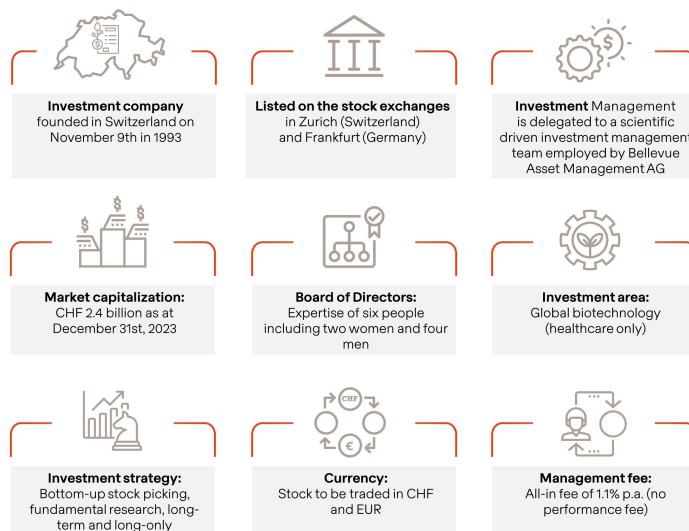 $
$
Investment company
founded in Switzerland on
November 9th in 1993
Listed on the stock exchanges
in Zurich (Switzerland)
and Frankfurt (Germany)
Investment Management
is delegated to a scientific
driven investment management
team employed by Bellevue
Asset Management AG
$
$
$
Market capitalization:
CHF 2.4 billion as at
December 31st, 2023
Board of Directors:
Expertise of six people
including two women and four
men
Investment area:
Global biotechnology
(healthcare only)
CHF
€
Investment strategy:
Bottom-up stock picking,
fundamental research, long-
term and long-only
Currency:
Stock to be traded in CHF
and EUR
Management fee:
All-in fee of 1.1% p.a. (no
performance fee)